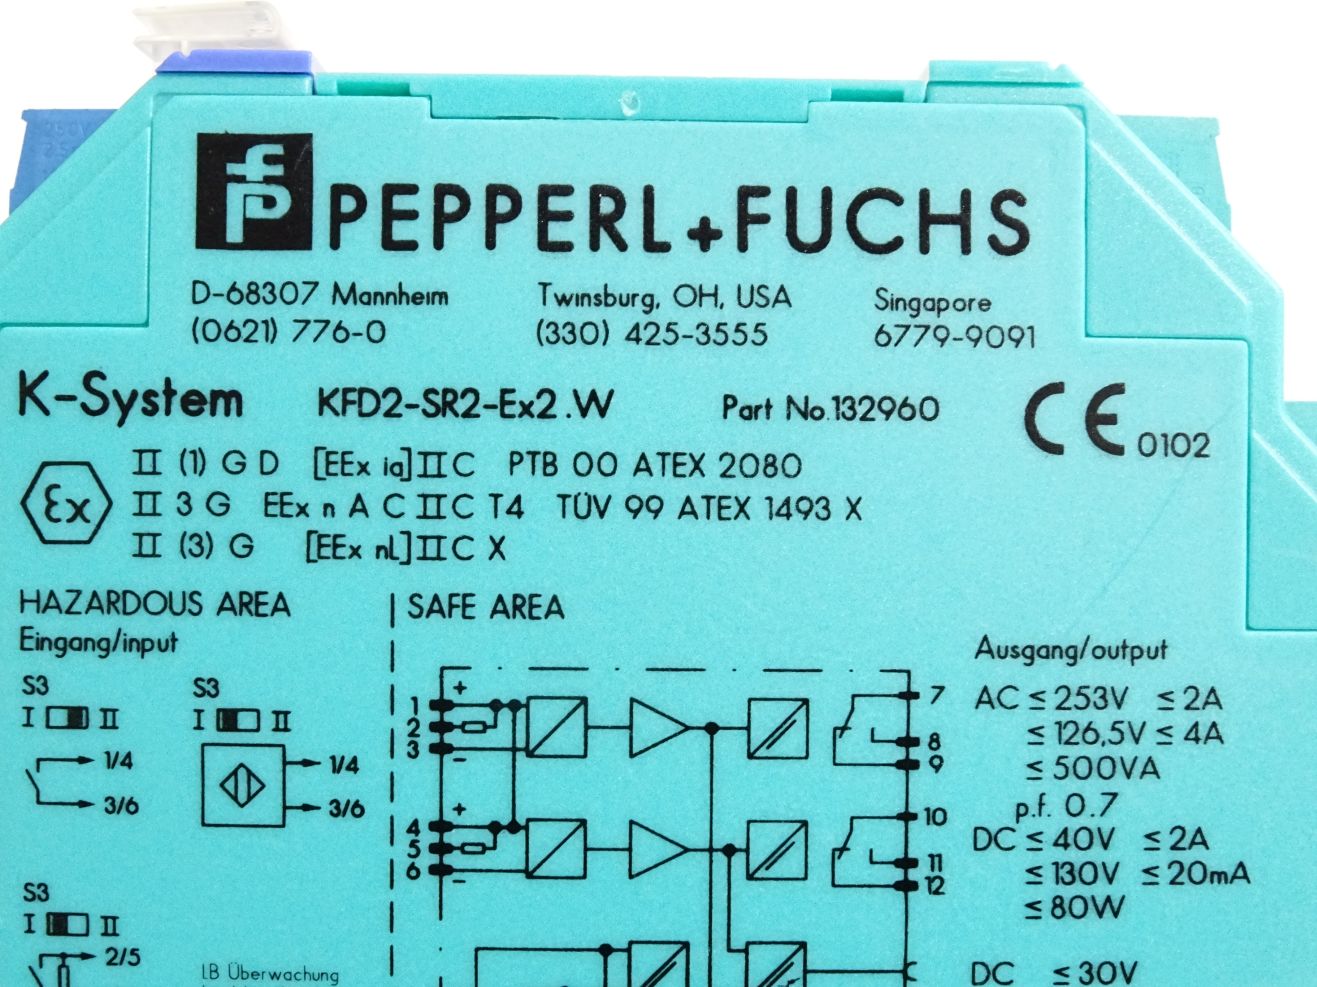 PEPPERL+FUCHS
D-68307 Mannheim Twinsburg, OH, USA Singapore
(0621) 776-0 (330) 425-3555 6779-9091
K-System KFD2-SR2-Ex2.W Part No.132960
CE 0102
Ex
II (1) G D [EEx ia] IIC PTB 00 ATEX 2080
II 3 G EEx n A C IIC T4 TÜV 99 ATEX 1493 X
II (3) G [EEx nL] IIC X
HAZARDOUS AREA | SAFE AREA
Eingang/input
S3 S3
I II I II
1/4 1/4
3/6 3/6
S3
I II
2/5
LB Überwachung
+
1
2
3
-
+
4
5
6
-
7
8
9
10
11
12
Ausgang/output
AC ≤ 253V ≤ 2A
≤ 126,5V ≤ 4A
≤ 500VA
p.f. 0.7
DC ≤ 40V ≤ 2A
≤ 130V ≤ 20mA
≤ 80W
DC ≤ 30V